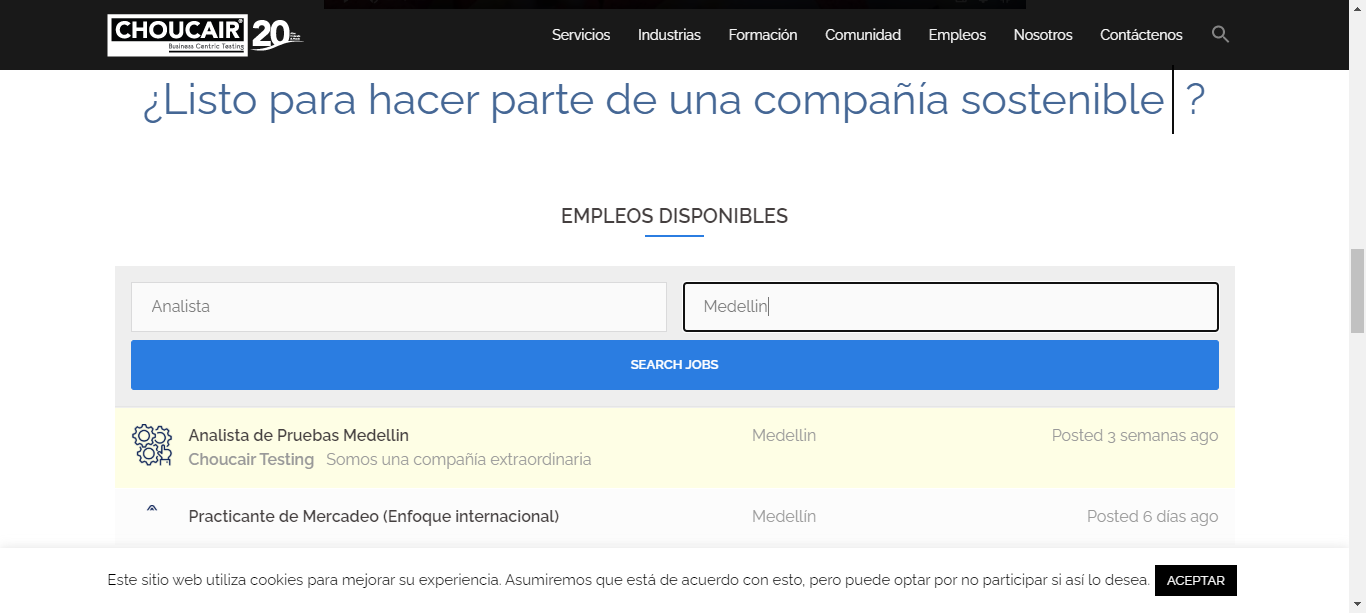 CHOUCAIR
Business Centric Testing
20
Servicios Industrias Formación Comunidad Empleos Nosotros Contáctenos
¿Listo para hacer parte de una compañía sostenible ?
EMPLEOS DISPONIBLES
Analista Medellin
SEARCH JOBS
Analista de Pruebas Medellin Medellin Posted 3 semanas ago
Choucair Testing Somos una compañía extraordinaria
Practicante de Mercadeo (Enfoque internacional) Medellín Posted 6 días ago
Este sitio web utiliza cookies para mejorar su experiencia. Asumiremos que está de acuerdo con esto, pero puede optar por no participar si así lo desea. ACEPTAR